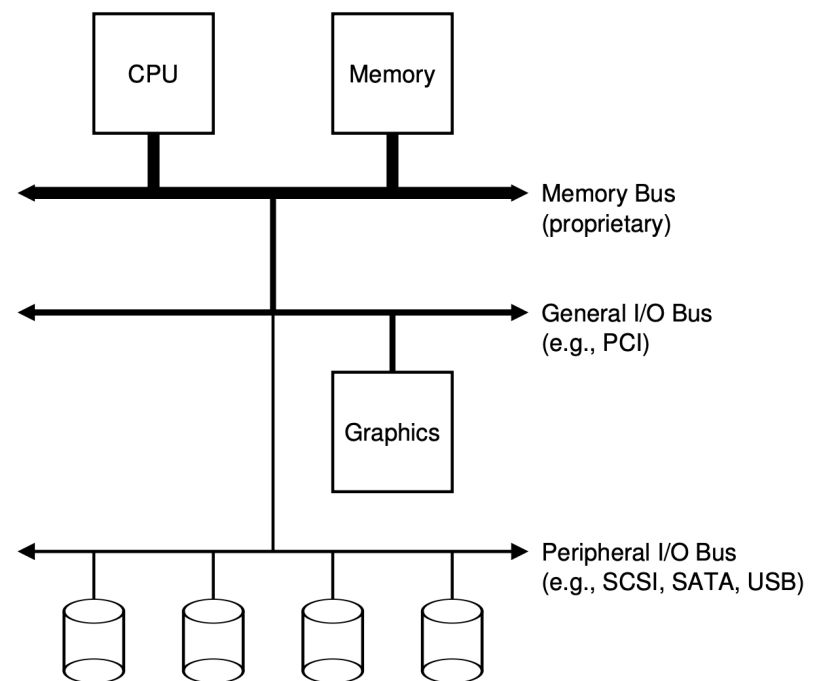 CPU
Memory
Memory Bus
(proprietary)
General I/O Bus
(e.g., PCI)
Graphics
Peripheral I/O Bus
(e.g., SCSI, SATA, USB)